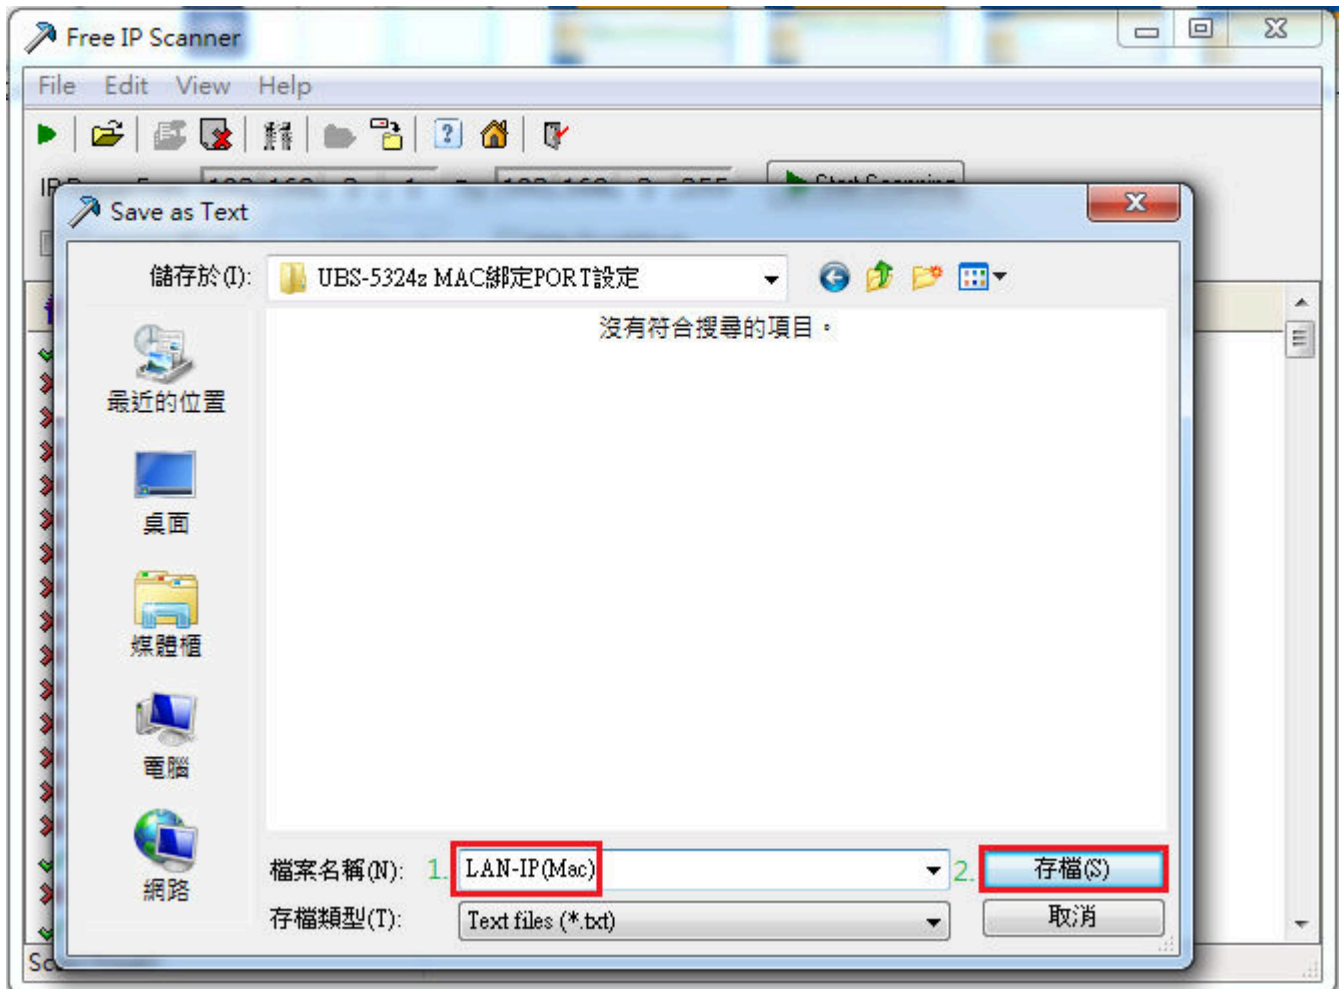 Free IP Scanner
File Edit View Help
Save as Text
儲存於(I): UBS-5324z MAC綁定PORT設定
沒有符合搜尋的項目。
最近的位置
桌面
媒體櫃
電腦
網路
檔案名稱(N): 1. LAN-IP(Mac) 2. 存檔(S)
存檔類型(T): Text files (*.txt) 取消